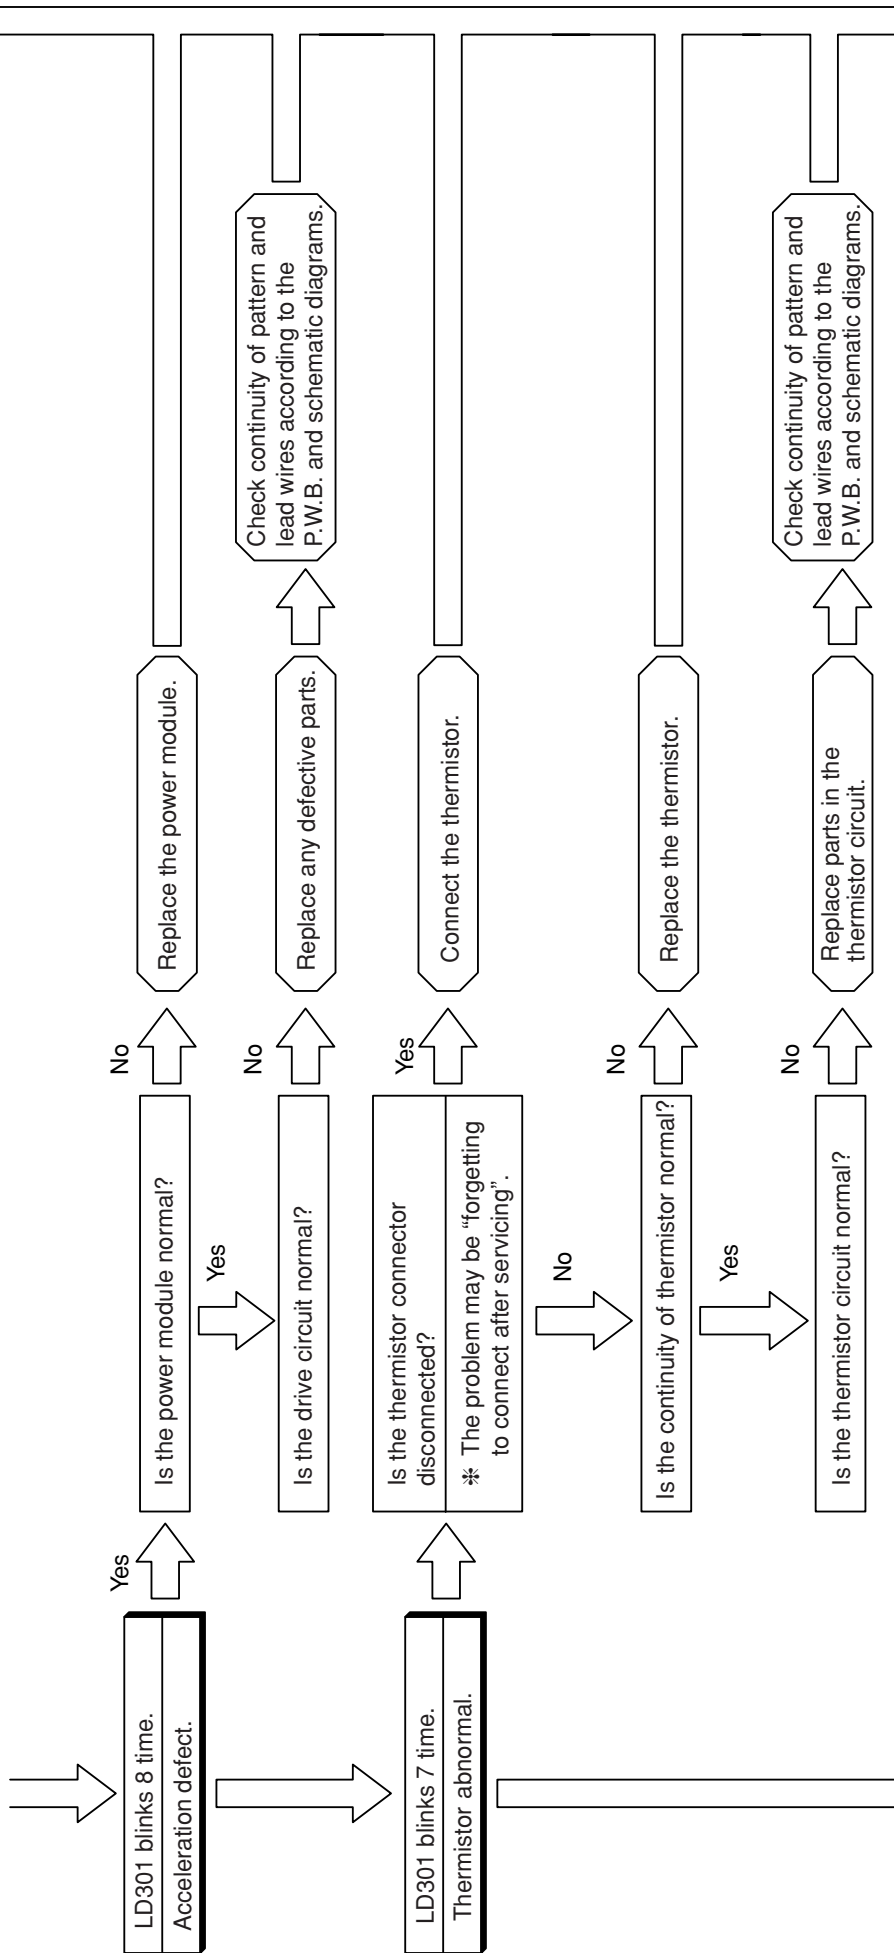 LD301 blinks 8 time.
Acceleration defect.
Yes
Is the power module normal?
No
Replace the power module.
Yes
Is the drive circuit normal?
No
Replace any defective parts.
Check continuity of pattern and
lead wires according to the
P.W.B. and schematic diagrams.
LD301 blinks 7 time.
Thermistor abnormal.
Is the thermistor connector
disconnected?
❇ The problem may be “forgetting
to connect after servicing”.
Yes
Connect the thermistor.
No
Is the continuity of thermistor normal?
No
Replace the thermistor.
Yes
Is the thermistor circuit normal?
No
Replace parts in the
thermistor circuit.
Check continuity of pattern and
lead wires according to the
P.W.B. and schematic diagrams.